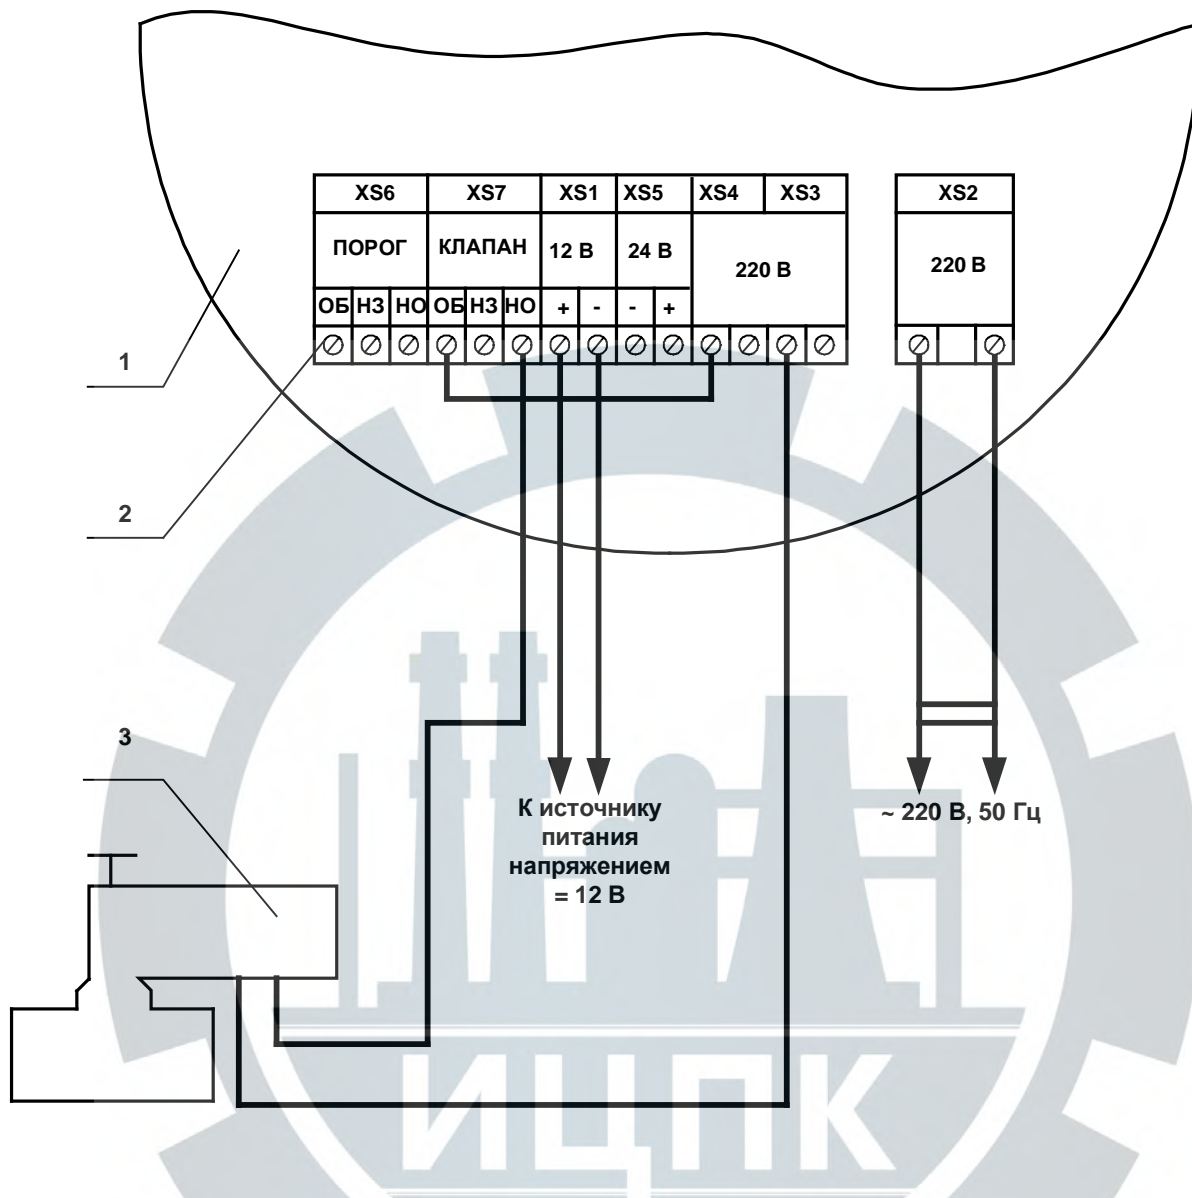 XS6 XS7 XS1 XS5 XS4 XS3 XS2
ПОРОГ КЛАПАН 12 В 24 В 220 В 220 В
ОБ НЗ НО ОБ НЗ НО + - - +
1
2
3
К источнику
питания
напряжением
= 12 В
~ 220 В, 50 Гц
ИЦПК